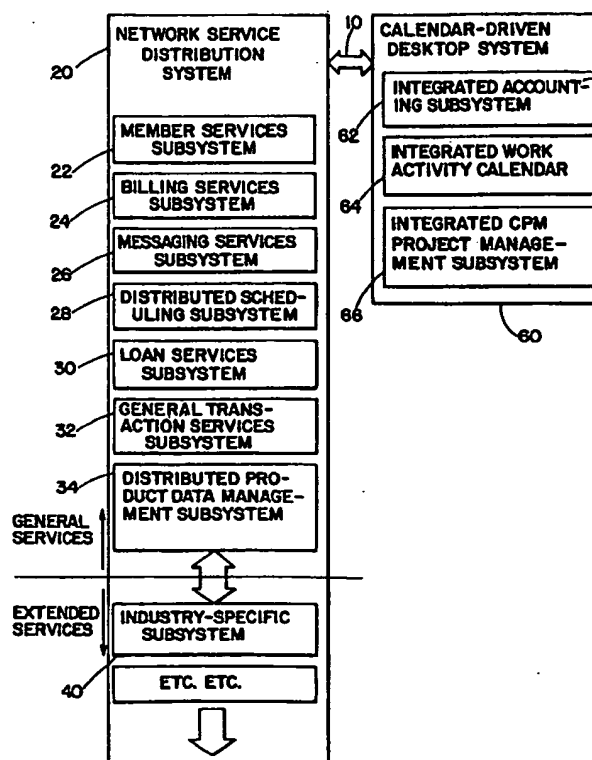 20
NETWORK SERVICE
DISTRIBUTION
SYSTEM
MEMBER SERVICES
SUBSYSTEM
22
BILLING SERVICES
SUBSYSTEM
24
MESSAGING SERVICES
SUBSYSTEM
26
DISTRIBUTED SCHED-
ULING SUBSYSTEM
28
LOAN SERVICES
SUBSYSTEM
30
GENERAL TRANS-
ACTION SERVICES
SUBSYSTEM
32
DISTRIBUTED PRO-
DUCT DATA MANAGE-
MENT SUBSYSTEM
34
GENERAL
SERVICES
EXTENDED
SERVICES
INDUSTRY-SPECIFIC
SUBSYSTEM
40
ETC. ETC.
10
CALENDAR-DRIVEN
DESKTOP SYSTEM
INTEGRATED ACCOUNT-
ING SUBSYSTEM
62
INTEGRATED WORK
ACTIVITY CALENDAR
64
INTEGRATED CPM
PROJECT MANAGE-
MENT SUBSYSTEM
66
60